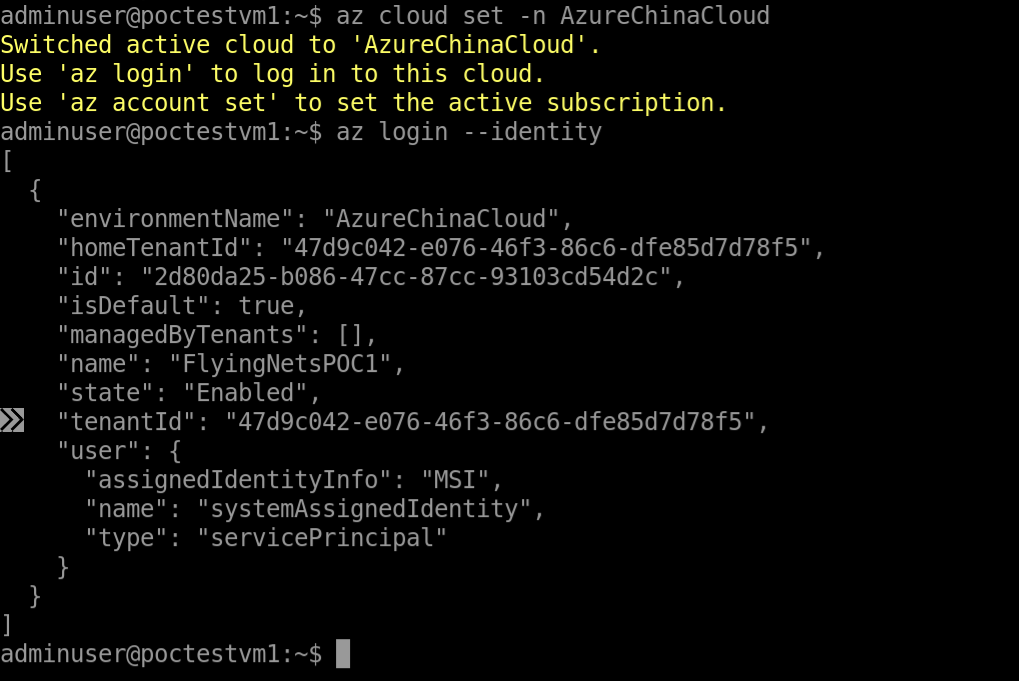 adminuser@poctestvm1:~$ az cloud set -n AzureChinaCloud
Switched active cloud to 'AzureChinaCloud'.
Use 'az login' to log in to this cloud.
Use 'az account set' to set the active subscription.
adminuser@poctestvm1:~$ az login --identity
[
  {
    "environmentName": "AzureChinaCloud",
    "homeTenantId": "47d9c042-e076-46f3-86c6-dfe85d7d78f5",
    "id": "2d80da25-b086-47cc-87cc-93103cd54d2c",
    "isDefault": true,
    "managedByTenants": [],
    "name": "FlyingNetsPOC1",
    "state": "Enabled",
    "tenantId": "47d9c042-e076-46f3-86c6-dfe85d7d78f5",
    "user": {
      "assignedIdentityInfo": "MSI",
      "name": "systemAssignedIdentity",
      "type": "servicePrincipal"
    }
  }
]
adminuser@poctestvm1:~$